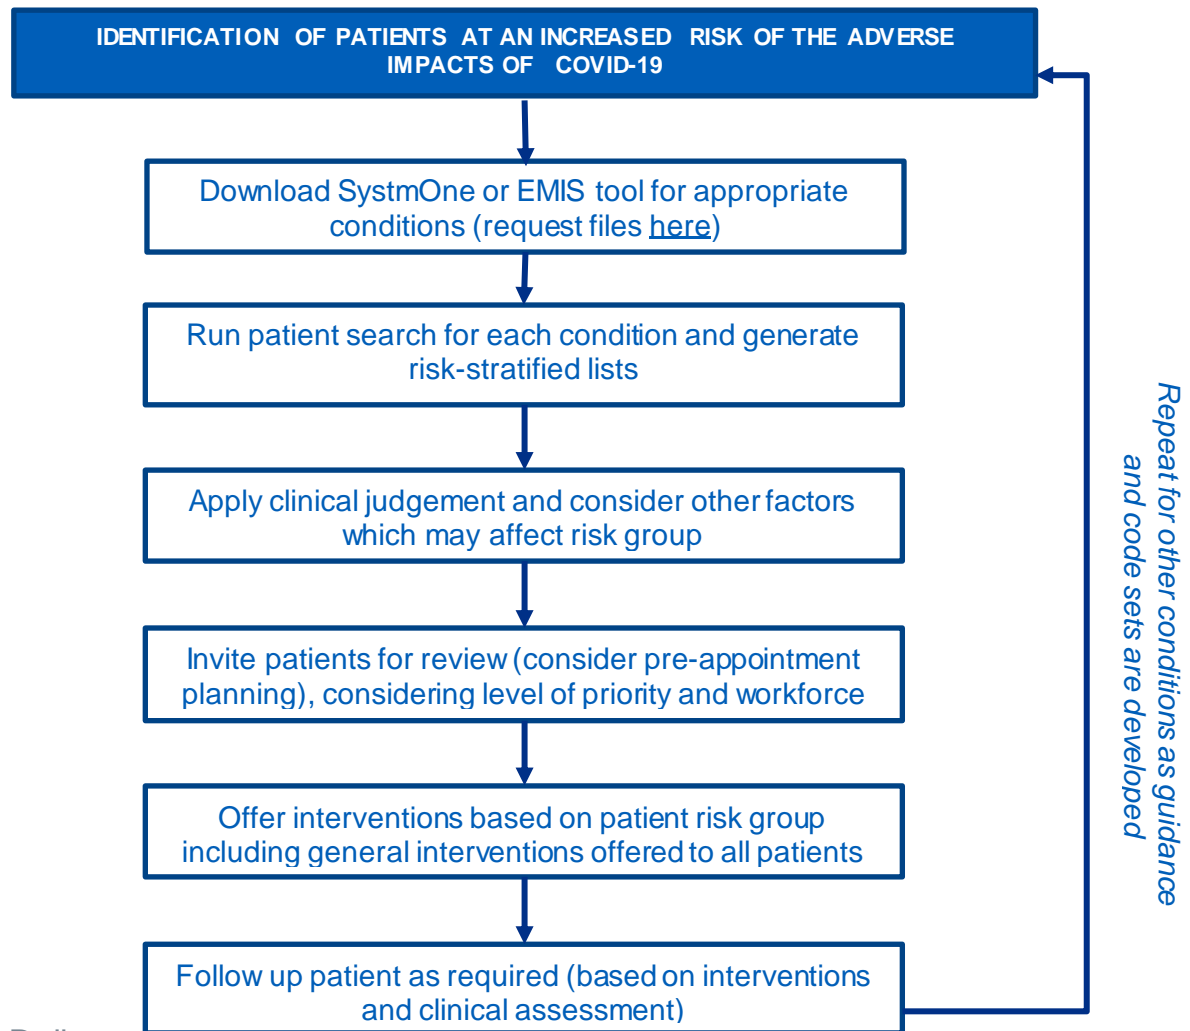 IDENTIFICATION OF PATIENTS AT AN INCREASED RISK OF THE ADVERSE
IMPACTS OF COVID-19
Download SystmOne or EMIS tool for appropriate
conditions (request files here)
Run patient search for each condition and generate
risk-stratified lists
Apply clinical judgement and consider other factors
which may affect risk group
Invite patients for review (consider pre-appointment
planning), considering level of priority and workforce
Offer interventions based on patient risk group
including general interventions offered to all patients
Follow up patient as required (based on interventions
and clinical assessment)
Repeat for other conditions as guidance
and code sets are developed